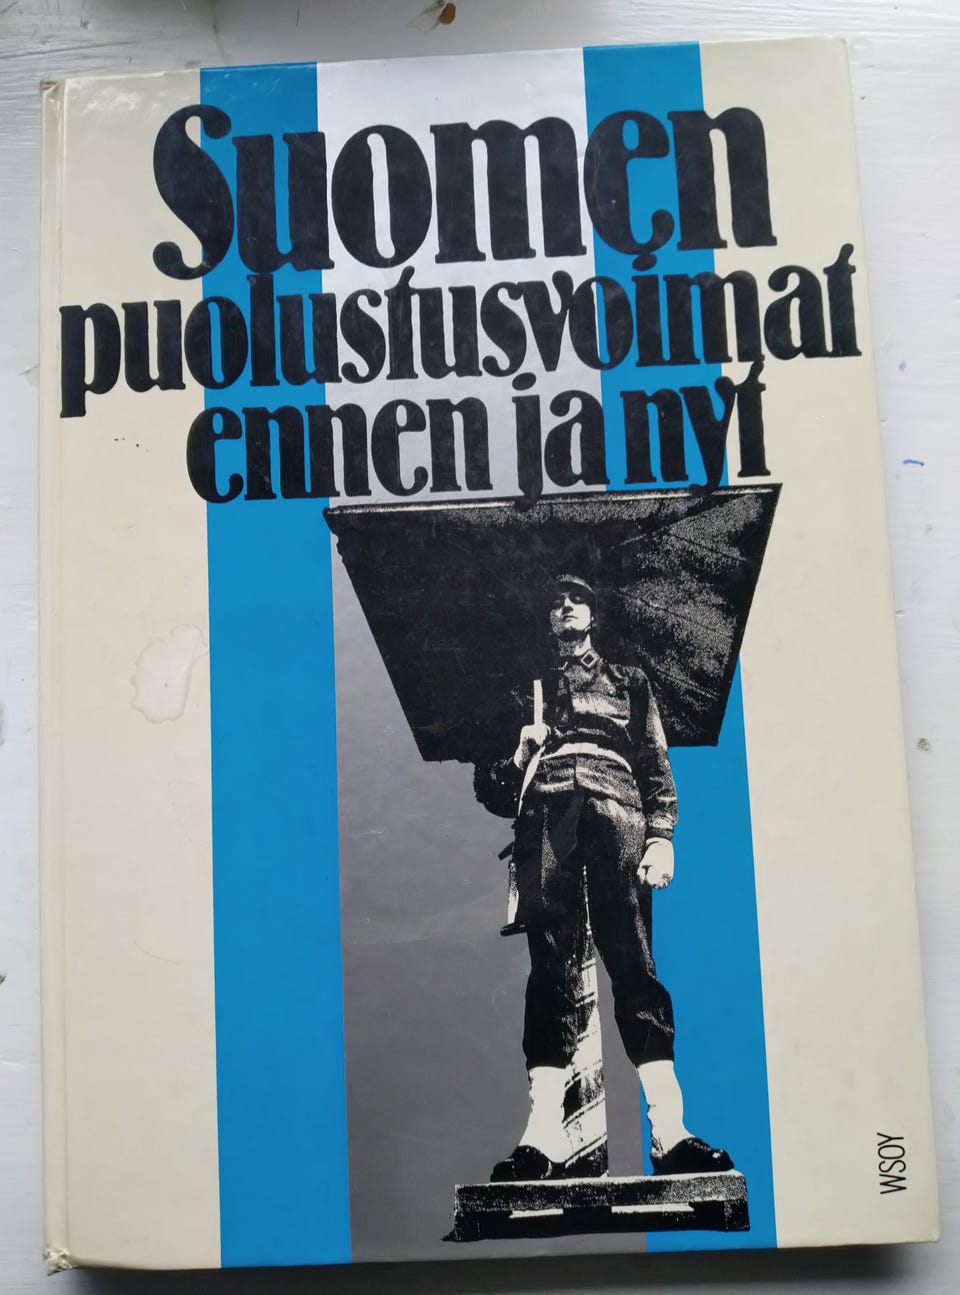 Suomen
puolustusvoimat
ennen ja nyt
WSOY